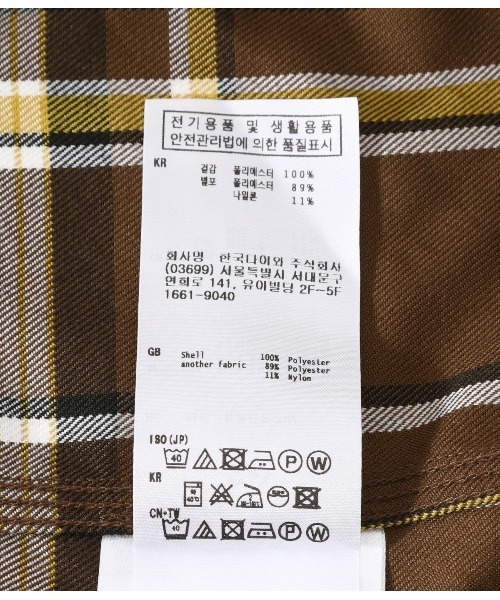 전기용품 및 생활용품
안전관리법에 의한 품질표시
KR 겉감 폴리에스터 100%
별포 폴리에스터 89%
나일론 11%
회사명 한국나이와 주식회사
(03699) 서울특별시 서대문구
연희로 141, 유이빌딩 2F~5F
1661-9040
GB Shell 100% Polyester
another fabric 89% Polyester
11% Nylon
ISO(JP)
40 P W
KR
CN·TW
40 P W